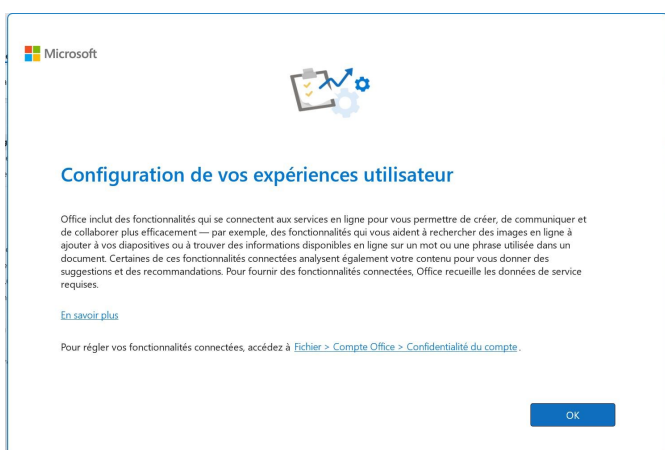 Microsoft
Configuration de vos expériences utilisateur
Office inclut des fonctionnalités qui se connectent aux services en ligne pour vous permettre de créer, de communiquer et
de collaborer plus efficacement — par exemple, des fonctionnalités qui vous aident à rechercher des images en ligne à
ajouter à vos diapositives ou à trouver des informations disponibles en ligne sur un mot ou une phrase utilisée dans un
document. Certaines de ces fonctionnalités connectées analysent également votre contenu pour vous donner des
suggestions et des recommandations. Pour fournir des fonctionnalités connectées, Office recueille les données de service
requises.
En savoir plus
Pour régler vos fonctionnalités connectées, accédez à Fichier > Compte Office > Confidentialité du compte.
OK